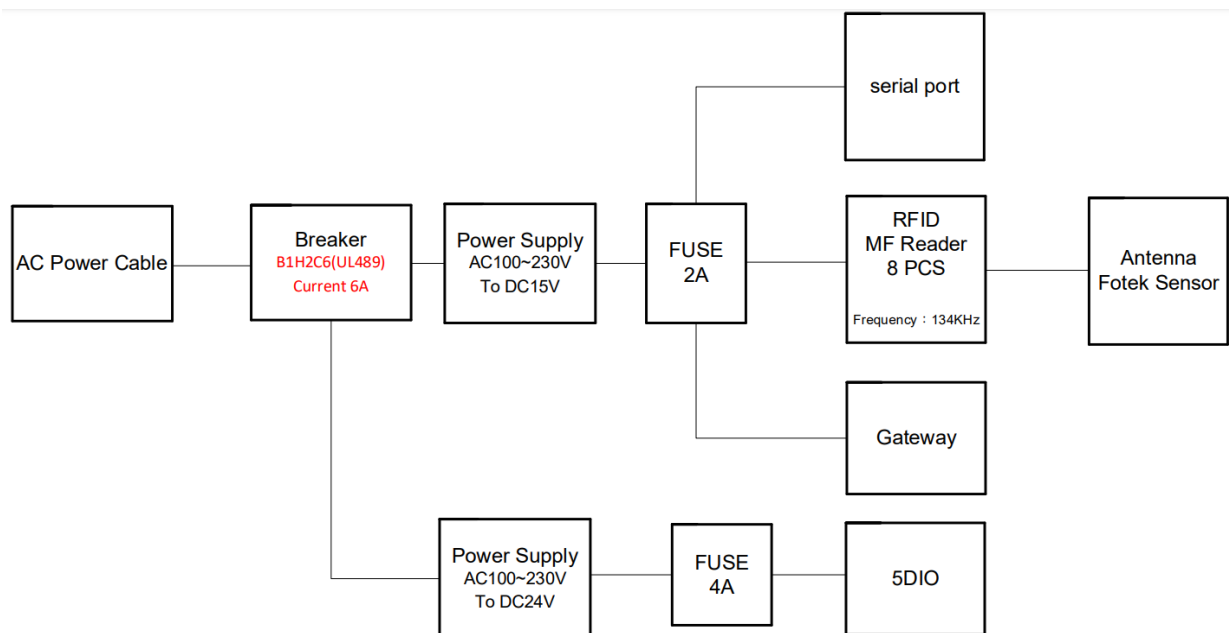 serial port
AC Power Cable
Breaker
B1H2C6(UL489)
Current 6A
Power Supply
AC100~230V
To DC15V
FUSE
2A
RFID
MF Reader
8 PCS
Frequency：134KHz
Antenna
Fotek Sensor
Gateway
Power Supply
AC100~230V
To DC24V
FUSE
4A
5DIO